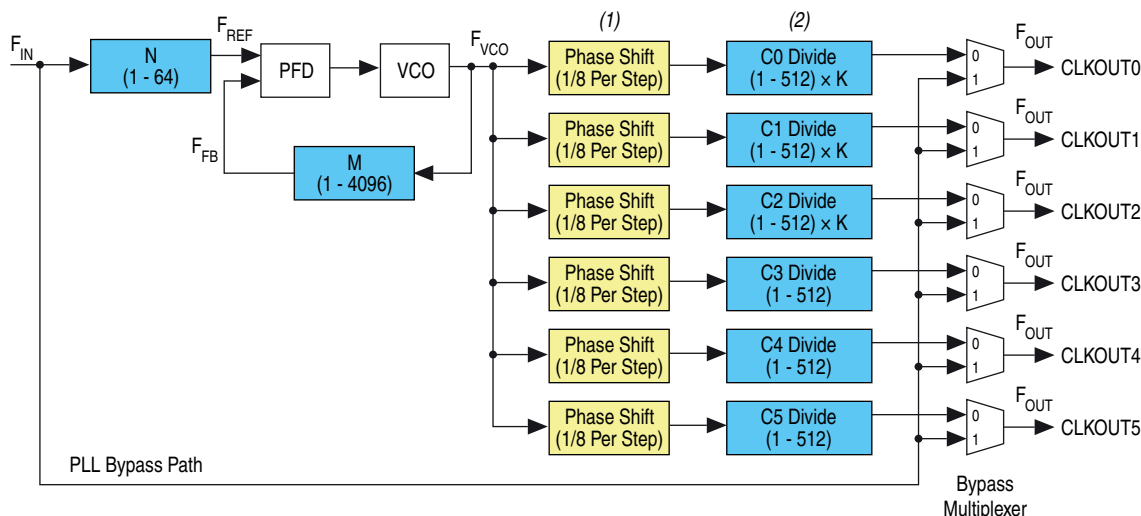 (1)
(2)
F_IN
N
(1 - 64)
F_REF
PFD
VCO
F_VCO
F_FB
M
(1 - 4096)
Phase Shift
(1/8 Per Step)
C0 Divide
(1 - 512) × K
0
1
F_OUT
CLKOUT0
Phase Shift
(1/8 Per Step)
C1 Divide
(1 - 512) × K
0
1
F_OUT
CLKOUT1
Phase Shift
(1/8 Per Step)
C2 Divide
(1 - 512) × K
0
1
F_OUT
CLKOUT2
Phase Shift
(1/8 Per Step)
C3 Divide
(1 - 512)
0
1
F_OUT
CLKOUT3
Phase Shift
(1/8 Per Step)
C4 Divide
(1 - 512)
0
1
F_OUT
CLKOUT4
Phase Shift
(1/8 Per Step)
C5 Divide
(1 - 512)
0
1
F_OUT
CLKOUT5
PLL Bypass Path
Bypass
Multiplexer